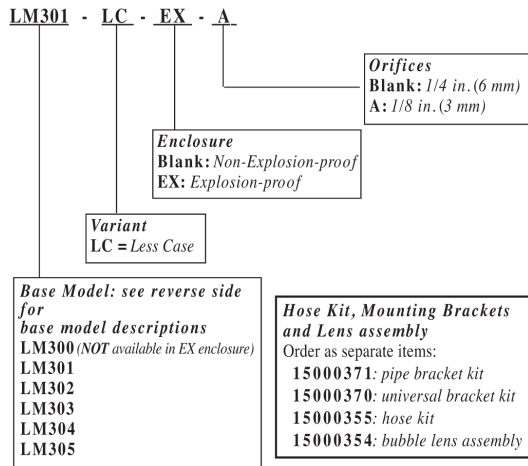 LM301 - LC - EX - A
Orifices
Blank: 1/4 in. (6 mm)
A: 1/8 in. (3 mm)
Enclosure
Blank: Non-Explosion-proof
EX: Explosion-proof
Variant
LC = Less Case
Base Model: see reverse side
for
base model descriptions
LM300 (NOT available in EX enclosure)
LM301
LM302
LM303
LM304
LM305
Hose Kit, Mounting Brackets
and Lens assembly
Order as separate items:
15000371: pipe bracket kit
15000370: universal bracket kit
15000355: hose kit
15000354: bubble lens assembly